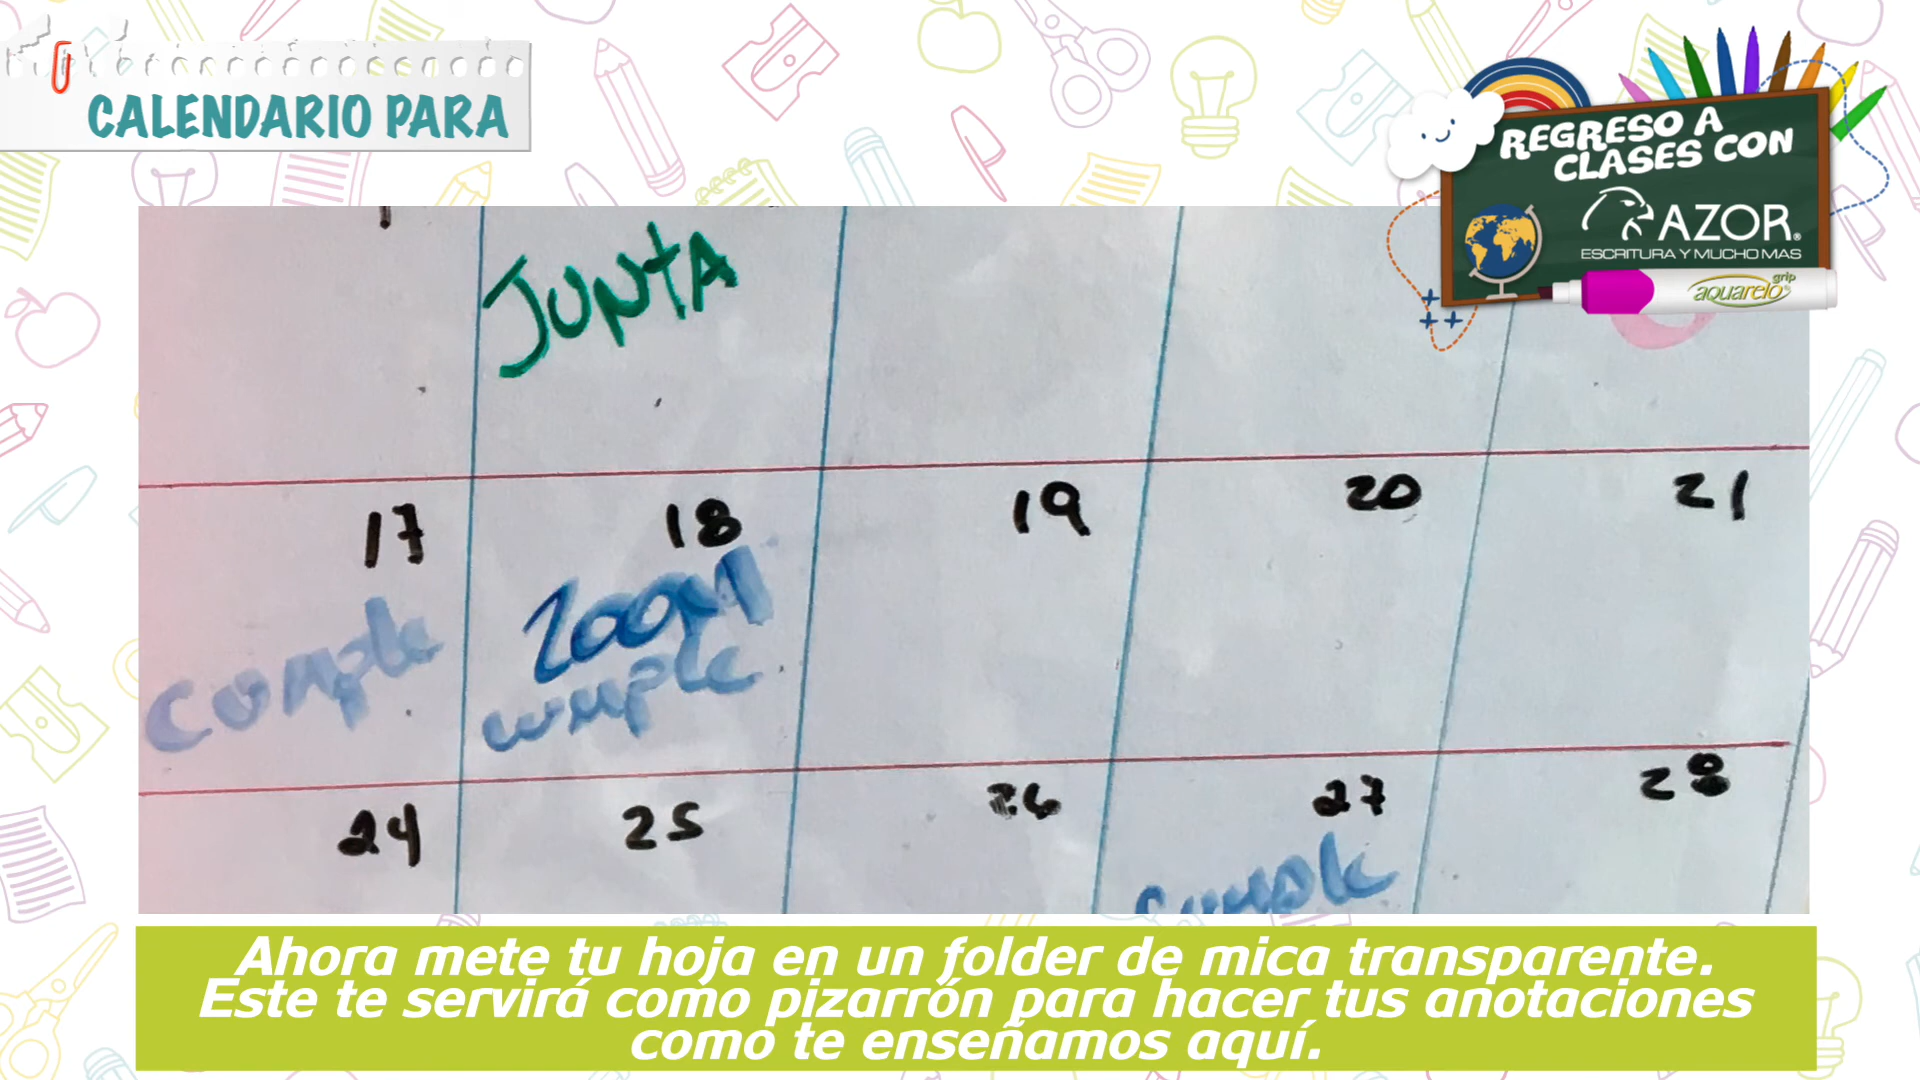 CALENDARIO PARA
REGRESO A
CLASES CON
AZOR®
ESCRITURA Y MUCHO MAS
aquarelo grip
JUNTA
17 18 19 20 21
ZOOM
Cumple cumple
24 25 26 27 28
Cumple
Ahora mete tu hoja en un folder de mica transparente.
Este te servirá como pizarrón para hacer tus anotaciones
como te enseñamos aquí.